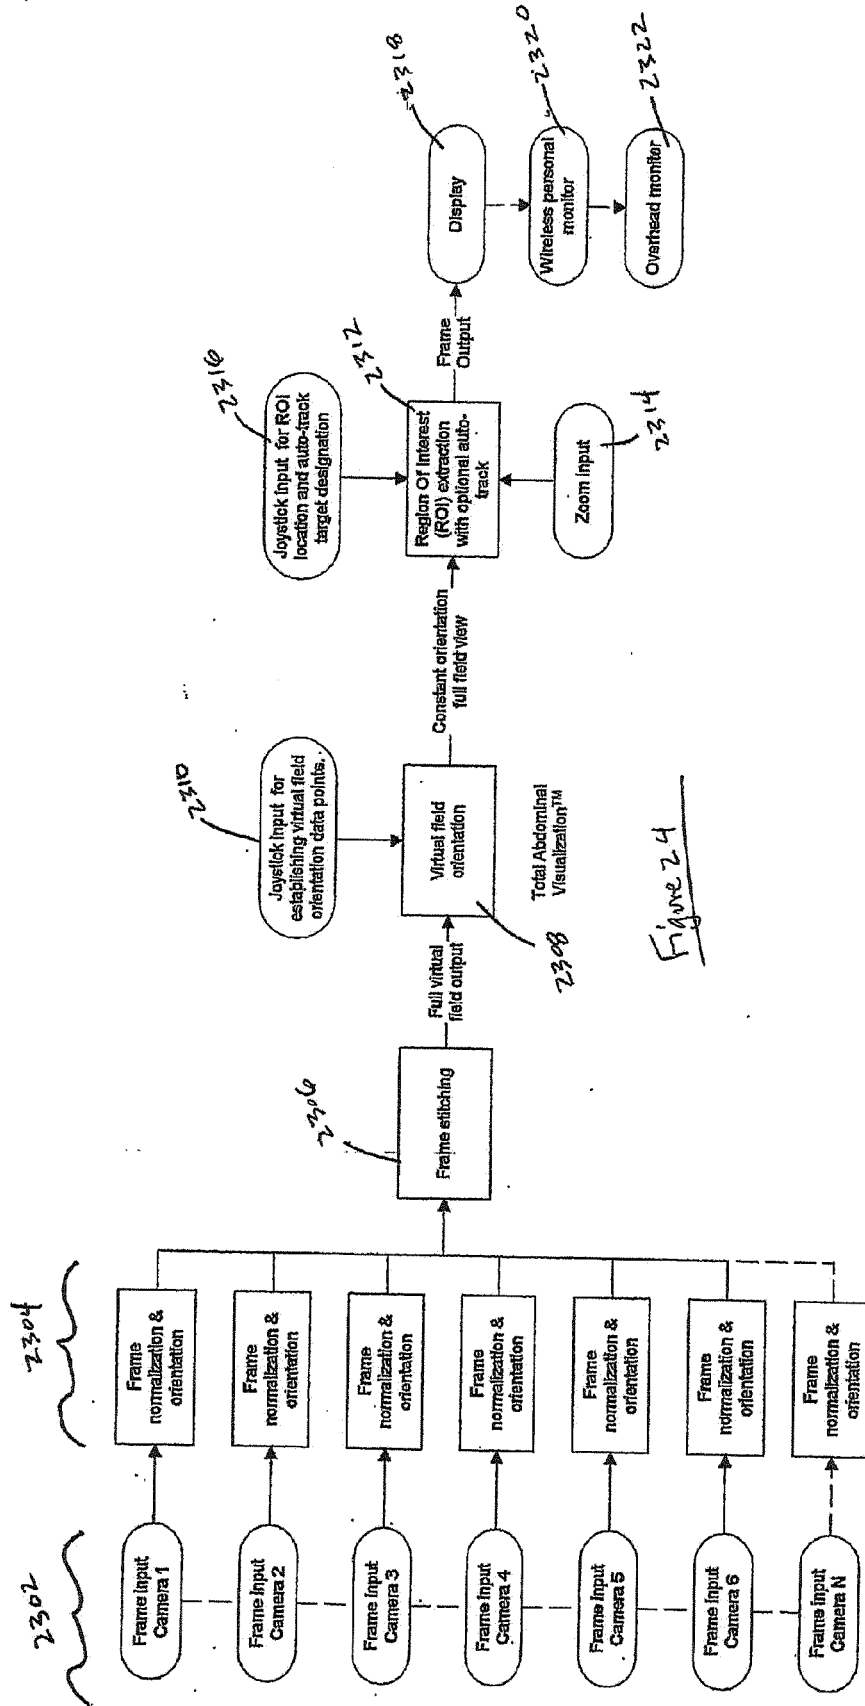 2302
2304
Frame Input
Camera 1
Frame
normalization &
orientation
Frame Input
Camera 2
Frame
normalization &
orientation
Frame Input
Camera 3
Frame
normalization &
orientation
Frame Input
Camera 4
Frame
normalization &
orientation
Frame Input
Camera 5
Frame
normalization &
orientation
Frame Input
Camera 6
Frame
normalization &
orientation
Frame Input
Camera N
Frame
normalization &
orientation
2306
Frame stitching
Full virtual
field output
2310
Joystick input for
establishing virtual field
orientation data points.
Virtual field
orientation
2308
Total Abdominal
Visualization™
Constant orientation
full field view
2316
Joystick input for ROI
location and auto-track
target designation
2312
Region Of Interest
(ROI) extraction
with optional auto-
track
Zoom input
2314
Frame
Output
2318
Display
2320
Wireless personal
monitor
2322
Overhead monitor
Figure 24